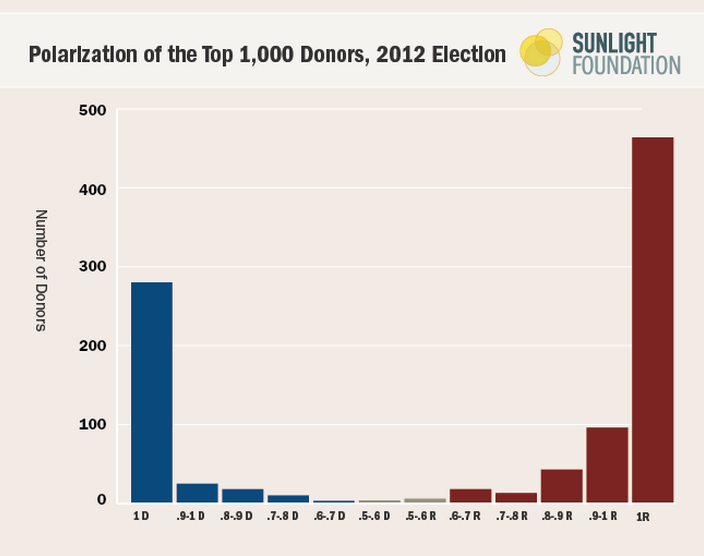 Polarization of the Top 1,000 Donors, 2012 Election
SUNLIGHT
FOUNDATION
500
400
300
200
100
0
Number of Donors
1 D .9-1 D .8-.9 D .7-.8 D .6-.7 D .5-.6 D .5-.6 R .6-.7 R .7-.8 R .8-.9 R .9-1 R 1R